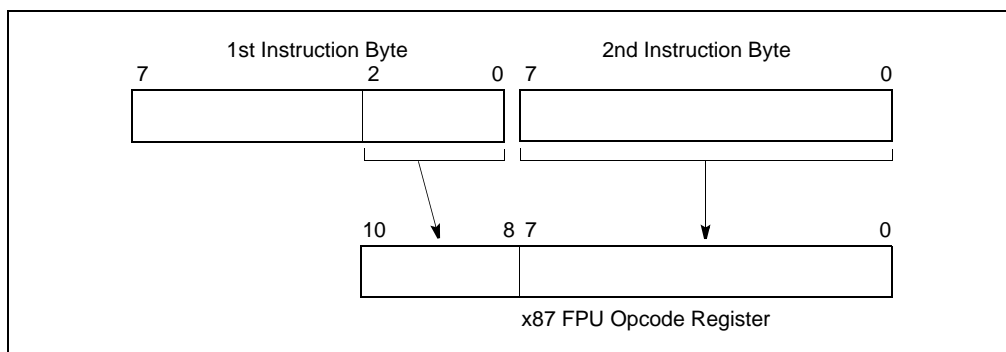 1st Instruction Byte 2nd Instruction Byte
7 2 0 7 0
10 8 7 0
x87 FPU Opcode Register